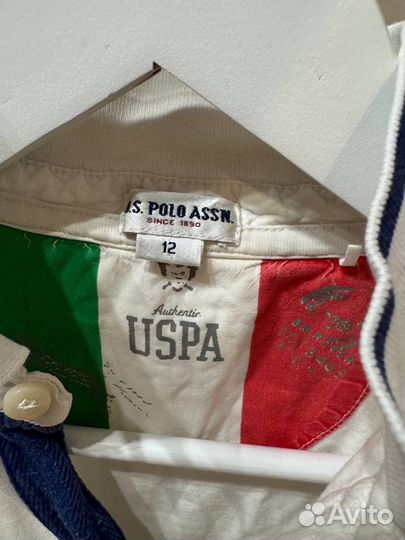 U.S. POLO ASSN.
SINCE 1890
12
Authentic
USPA
Avito